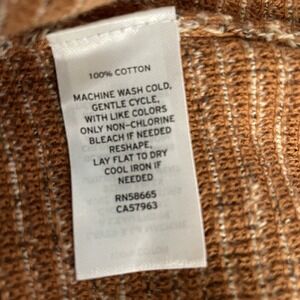 100% COTTON
MACHINE WASH COLD,
GENTLE CYCLE,
WITH LIKE COLORS
ONLY NON-CHLORINE
BLEACH IF NEEDED
RESHAPE,
LAY FLAT TO DRY
COOL IRON IF
NEEDED
RN58665
CA57963